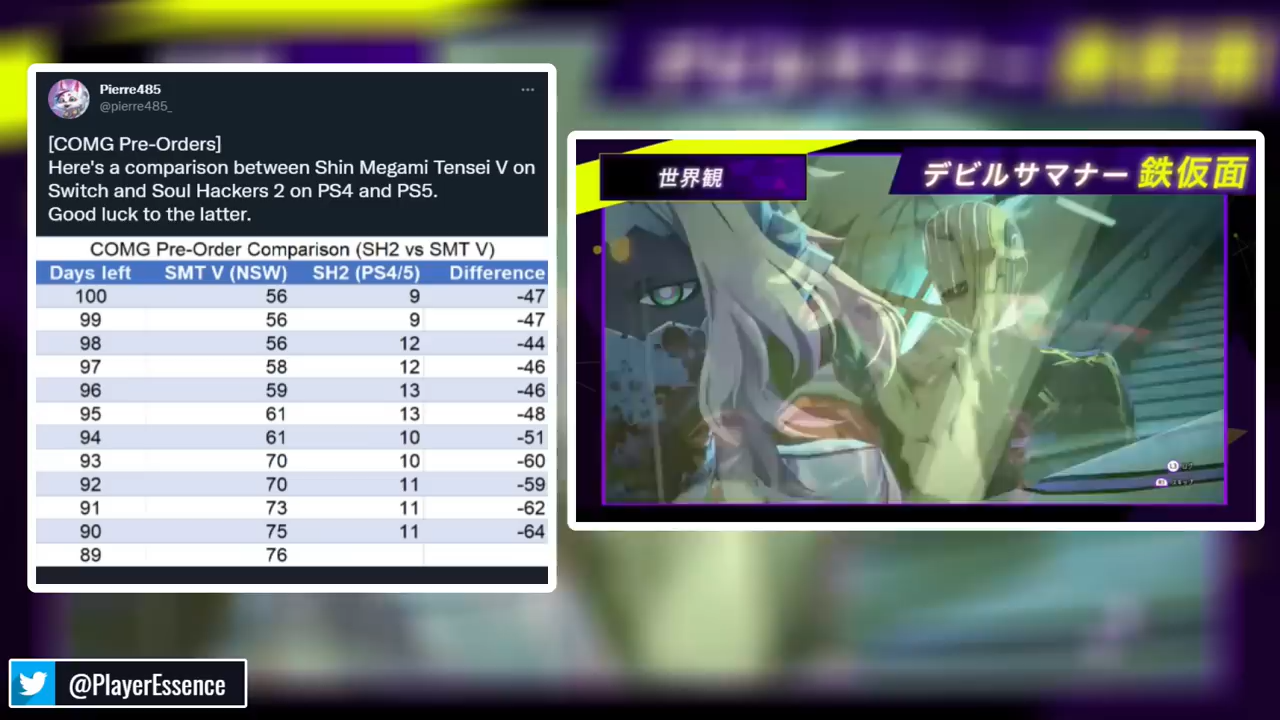 Pierre485
@pierre485_
[COMG Pre-Orders]
Here's a comparison between Shin Megami Tensei V on
Switch and Soul Hackers 2 on PS4 and PS5.
Good luck to the latter.
COMG Pre-Order Comparison (SH2 vs SMT V)
Days left SMT V (NSW) SH2 (PS4/5) Difference
100 56 9 -47
99 56 9 -47
98 56 12 -44
97 58 12 -46
96 59 13 -46
95 61 13 -48
94 61 10 -51
93 70 10 -60
92 70 11 -59
91 73 11 -62
90 75 11 -64
89 76
世界観
デビルサマナー 鉄仮面
@PlayerEssence